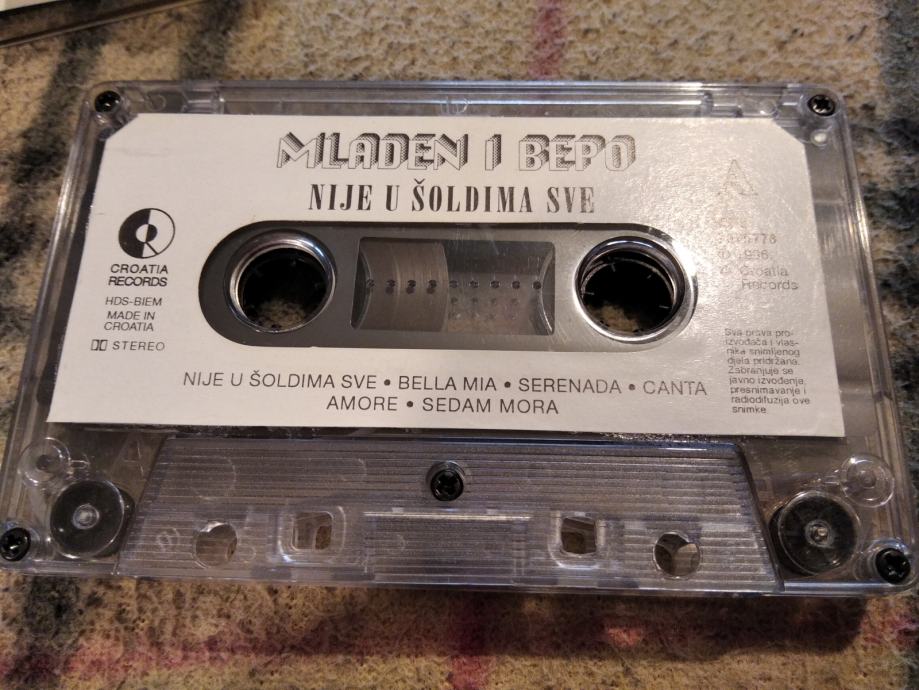 MLADEN I BEPO
NIJE U ŠOLDIMA SVE
A
CROATIA
RECORDS
HDS-BIEM
MADE IN
CROATIA
STEREO
℗ 1996.
© Croatia
Records
Sva prava pro-
izvođača i vlas-
nika snimljenog
djela pridržana.
Zabranjuje se
javno izvođenje,
presnimavanje i
radiodifuzija ove
snimke.
NIJE U ŠOLDIMA SVE • BELLA MIA • SERENADA • CANTA
AMORE • SEDAM MORA